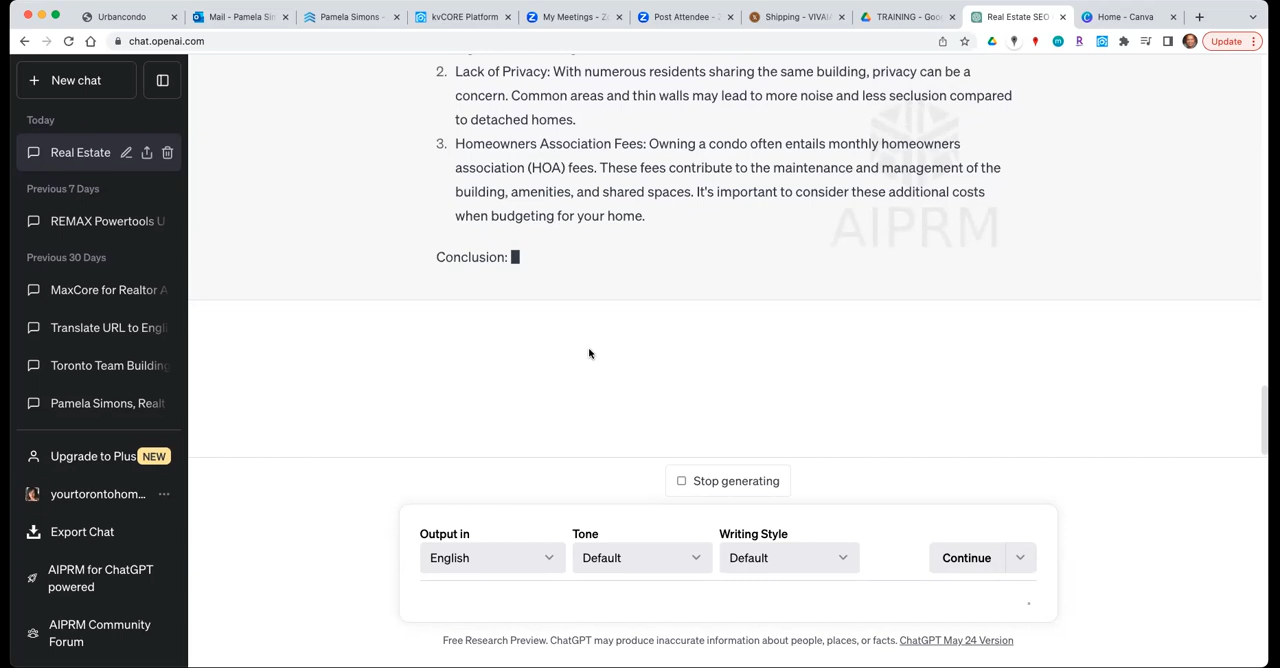 Urbancondo
Mail - Pamela Sim
Pamela Simons -
kvCORE Platform
My Meetings - Zo
Post Attendee - Z
Shipping - VIVAI
TRAINING - Goog
Real Estate SEO
Home - Canva
chat.openai.com
Update
New chat
Today
Real Estate
Previous 7 Days
REMAX Powertools U
Previous 30 Days
MaxCore for Realtor A
Translate URL to Engli
Toronto Team Building
Pamela Simons, Realt
Upgrade to Plus NEW
yourtorontohom...
Export Chat
AIPRM for ChatGPT
powered
AIPRM Community
Forum
2. Lack of Privacy: With numerous residents sharing the same building, privacy can be a
concern. Common areas and thin walls may lead to more noise and less seclusion compared
to detached homes.
3. Homeowners Association Fees: Owning a condo often entails monthly homeowners
association (HOA) fees. These fees contribute to the maintenance and management of the
building, amenities, and shared spaces. It's important to consider these additional costs
when budgeting for your home.
AIPRM
Conclusion:
Stop generating
Output in
Tone
Writing Style
English
Default
Default
Continue
Free Research Preview. ChatGPT may produce inaccurate information about people, places, or facts. ChatGPT May 24 Version